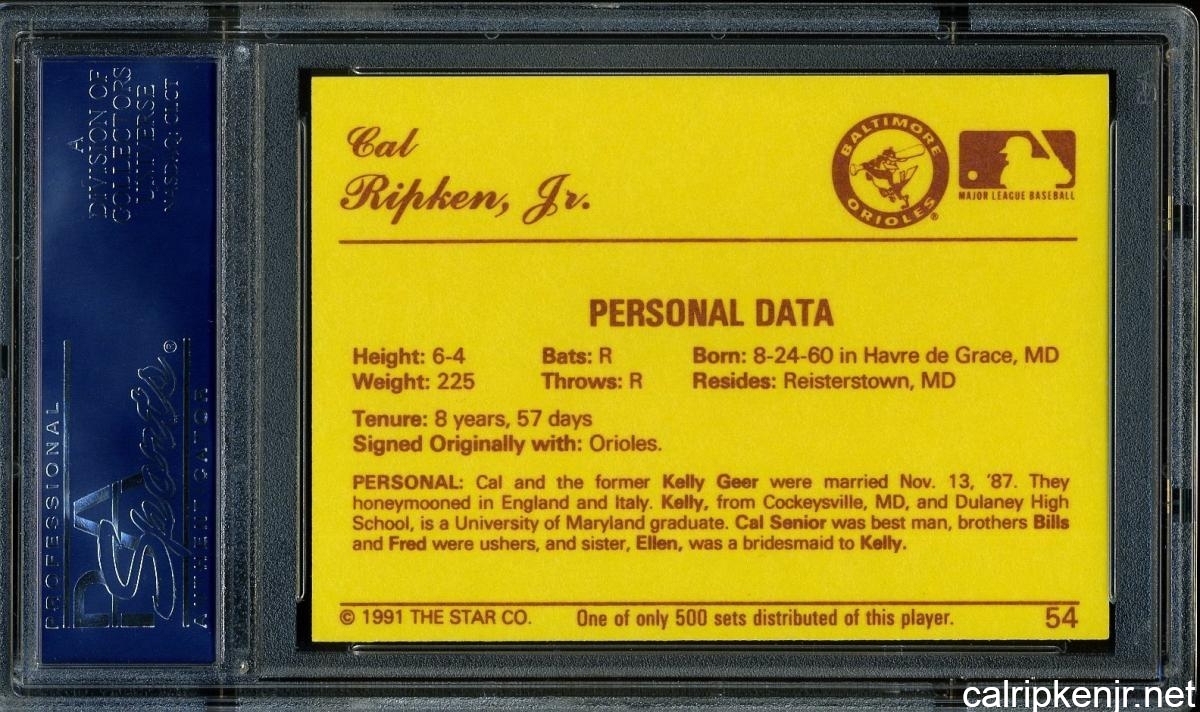 A
DIVISION OF
COLLECTORS
UNIVERSE
NASD. Q: CLCT
PROFESSIONAL
PSA
Sports®
AUTHENTICATOR
Cal
Ripken, Jr.
BALTIMORE
ORIOLES®
MAJOR LEAGUE BASEBALL
PERSONAL DATA
Height: 6-4 Bats: R Born: 8-24-60 in Havre de Grace, MD
Weight: 225 Throws: R Resides: Reisterstown, MD
Tenure: 8 years, 57 days
Signed Originally with: Orioles.
PERSONAL: Cal and the former Kelly Geer were married Nov. 13, '87. They
honeymooned in England and Italy. Kelly, from Cockeysville, MD, and Dulaney High
School, is a University of Maryland graduate. Cal Senior was best man, brothers Bills
and Fred were ushers, and sister, Ellen, was a bridesmaid to Kelly.
© 1991 THE STAR CO. One of only 500 sets distributed of this player. 54
calripkenjr.net